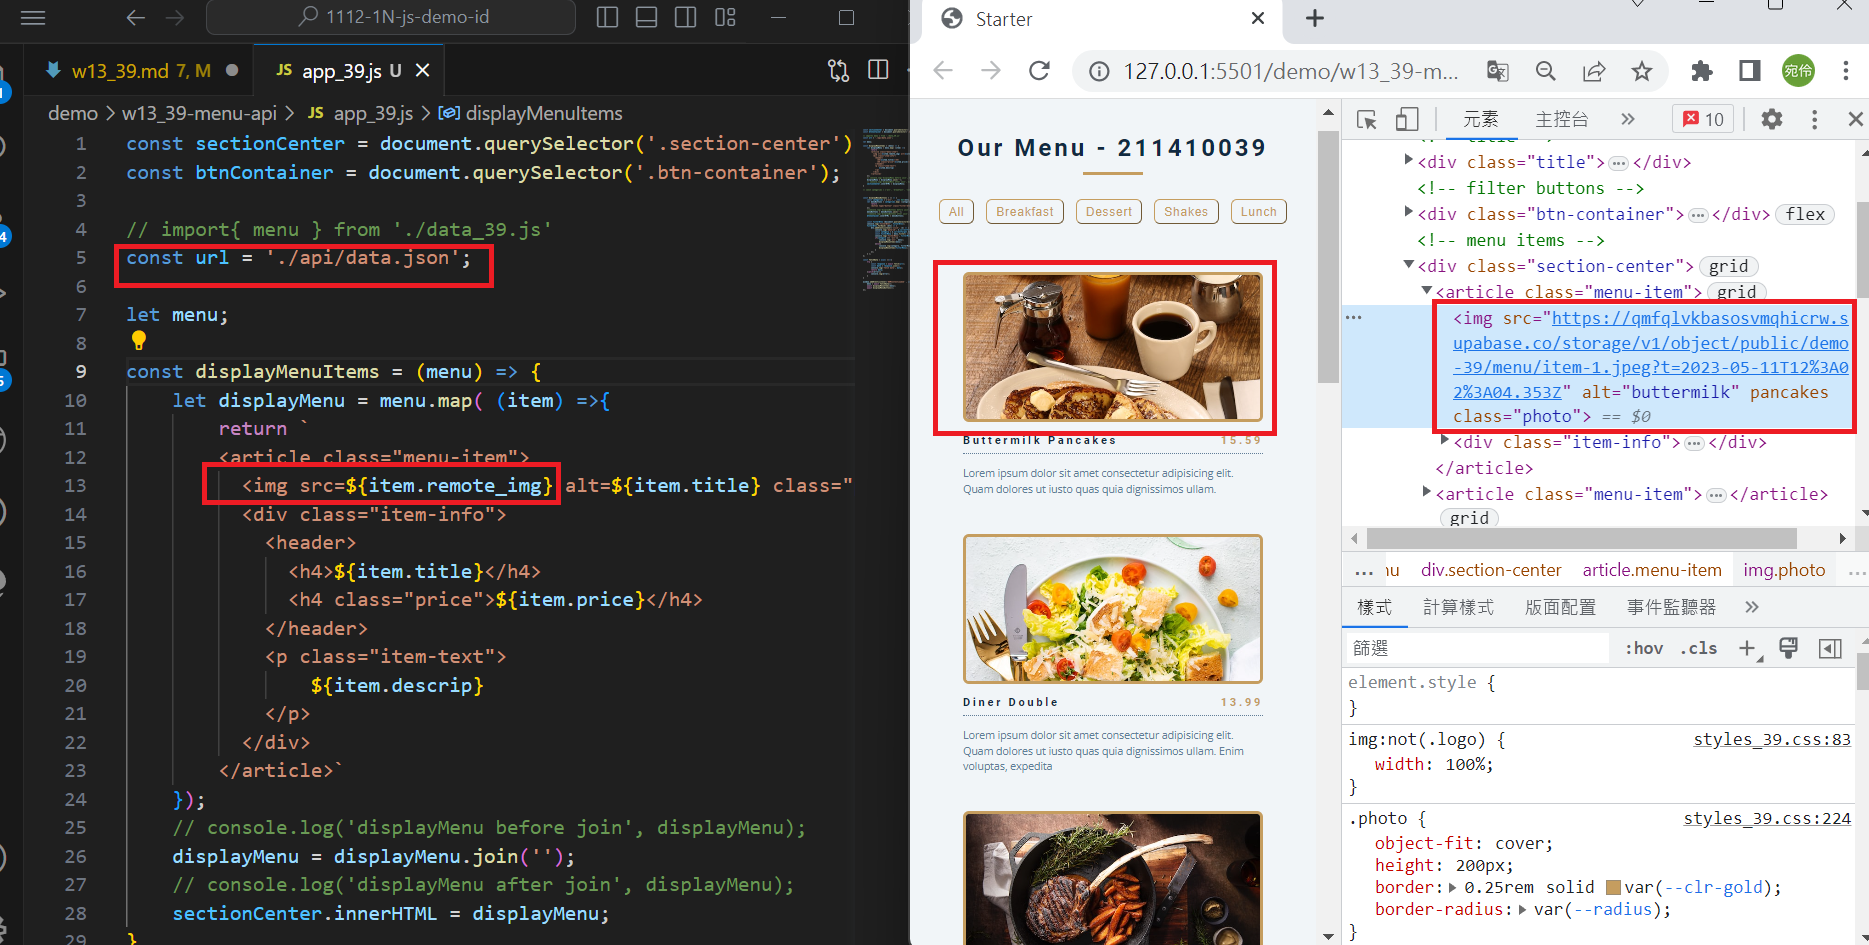 1112-1N-js-demo-id
w13_39.md 7, M
JS app_39.js U
demo > w13_39-menu-api > JS app_39.js > displayMenuItems
1 const sectionCenter = document.querySelector('.section-center')
2 const btnContainer = document.querySelector('.btn-container');
3
4 // import{ menu } from './data_39.js'
5 const url = './api/data.json';
6
7 let menu;
8
9 const displayMenuItems = (menu) => {
10 let displayMenu = menu.map( (item) =>{
11 return `
12 <article class="menu-item">
13 <img src=${item.remote_img} alt=${item.title} class="
14 <div class="item-info">
15 <header>
16 <h4>${item.title}</h4>
17 <h4 class="price">${item.price}</h4>
18 </header>
19 <p class="item-text">
20 ${item.descrip}
21 </p>
22 </div>
23 </article>`
24 });
25 // console.log('displayMenu before join', displayMenu);
26 displayMenu = displayMenu.join('');
27 // console.log('displayMenu after join', displayMenu);
28 sectionCenter.innerHTML = displayMenu;
29 }
Starter
127.0.0.1:5501/demo/w13_39-m...
宛伶
Our Menu - 211410039
All
Breakfast
Dessert
Shakes
Lunch
Buttermilk Pancakes 15.59
Lorem ipsum dolor sit amet consectetur adipisicing elit.
Quam dolores ut iusto quas quia dignissimos ullam.
Diner Double 13.99
Lorem ipsum dolor sit amet consectetur adipisicing elit.
Quam dolores ut iusto quas quia dignissimos ullam. Enim
voluptas, expedita
元素 主控台 » 10
<!-- title -->
<div class="title"> ... </div>
<!-- filter buttons -->
<div class="btn-container"> ... </div> flex
<!-- menu items -->
<div class="section-center"> grid
<article class="menu-item"> grid
<img src="https://qmfqlvkbasosvmqhicrw.s
upabase.co/storage/v1/object/public/demo
-39/menu/item-1.jpeg?t=2023-05-11T12%3A0
2%3A04.353Z" alt="buttermilk" pancakes
class="photo"> == $0
<div class="item-info"> ... </div>
</article>
<article class="menu-item"> ... </article>
grid
... nu div.section-center article.menu-item img.photo ...
樣式 計算樣式 版面配置 事件監聽器 »
篩選 :hov .cls
element.style {
}
img:not(.logo) { styles_39.css:83
width: 100%;
}
.photo { styles_39.css:224
object-fit: cover;
height: 200px;
border: 0.25rem solid var(--clr-gold);
border-radius: var(--radius);
}